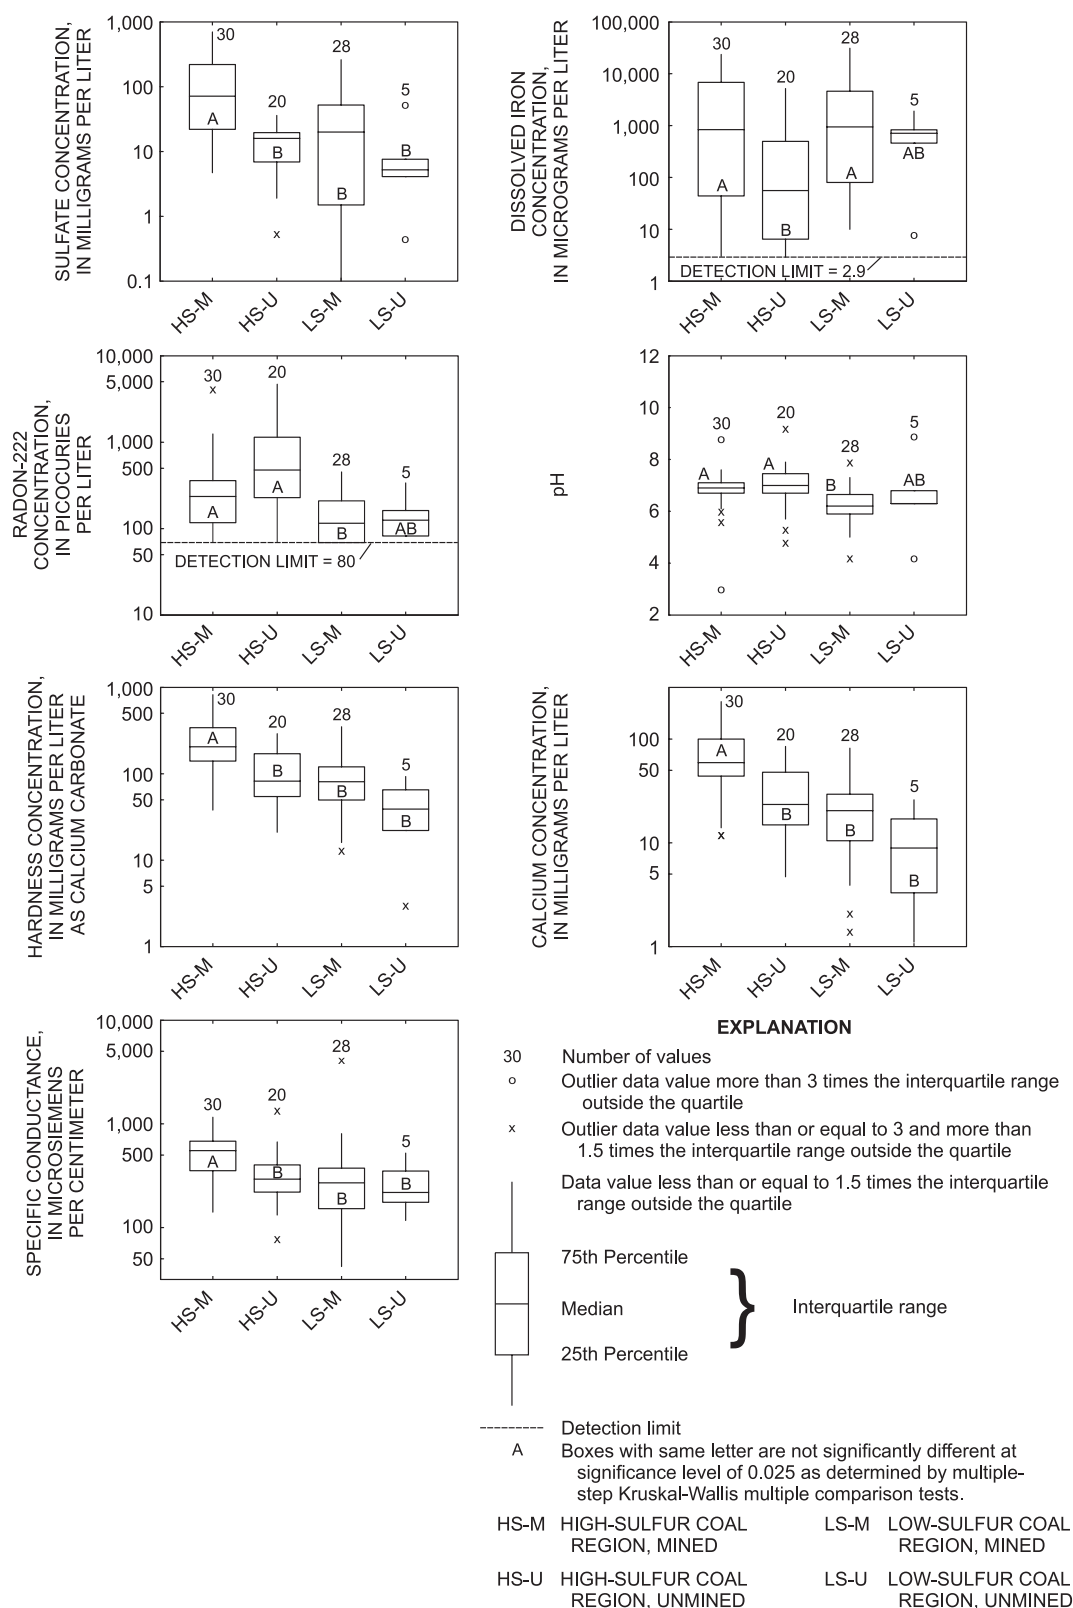 SULFATE CONCENTRATION,
IN MILLIGRAMS PER LITER
1,000
100
10
1
0.1
30
20
28
5
A
B
B
B
HS-M
HS-U
LS-M
LS-U
DISSOLVED IRON
CONCENTRATION,
IN MICROGRAMS PER LITER
100,000
10,000
1,000
100
10
1
30
20
28
5
A
B
A
AB
DETECTION LIMIT = 2.9
HS-M
HS-U
LS-M
LS-U
RADON-222
CONCENTRATION,
IN PICOCURIES
PER LITER
10,000
5,000
1,000
500
100
50
10
30
20
28
5
A
A
B
AB
DETECTION LIMIT = 80
HS-M
HS-U
LS-M
LS-U
pH
12
10
8
6
4
2
30
20
28
5
A
A
B
AB
HS-M
HS-U
LS-M
LS-U
HARDNESS CONCENTRATION,
IN MILLIGRAMS PER LITER
AS CALCIUM CARBONATE
1,000
500
100
50
10
5
1
30
20
28
5
A
B
B
B
HS-M
HS-U
LS-M
LS-U
CALCIUM CONCENTRATION,
IN MILLIGRAMS PER LITER
100
50
10
5
1
30
20
28
5
A
B
B
B
HS-M
HS-U
LS-M
LS-U
SPECIFIC CONDUCTANCE,
IN MICROSIEMENS
PER CENTIMETER
10,000
5,000
1,000
500
100
50
30
20
28
5
A
B
B
B
HS-M
HS-U
LS-M
LS-U
EXPLANATION
30 Number of values
o Outlier data value more than 3 times the interquartile range
outside the quartile
x Outlier data value less than or equal to 3 and more than
1.5 times the interquartile range outside the quartile
Data value less than or equal to 1.5 times the interquartile
range outside the quartile
75th Percentile
Median
25th Percentile
} Interquartile range
Detection limit
A Boxes with same letter are not significantly different at
significance level of 0.025 as determined by multiple-
step Kruskal-Wallis multiple comparison tests.
HS-M HIGH-SULFUR COAL
REGION, MINED
LS-M LOW-SULFUR COAL
REGION, MINED
HS-U HIGH-SULFUR COAL
REGION, UNMINED
LS-U LOW-SULFUR COAL
REGION, UNMINED